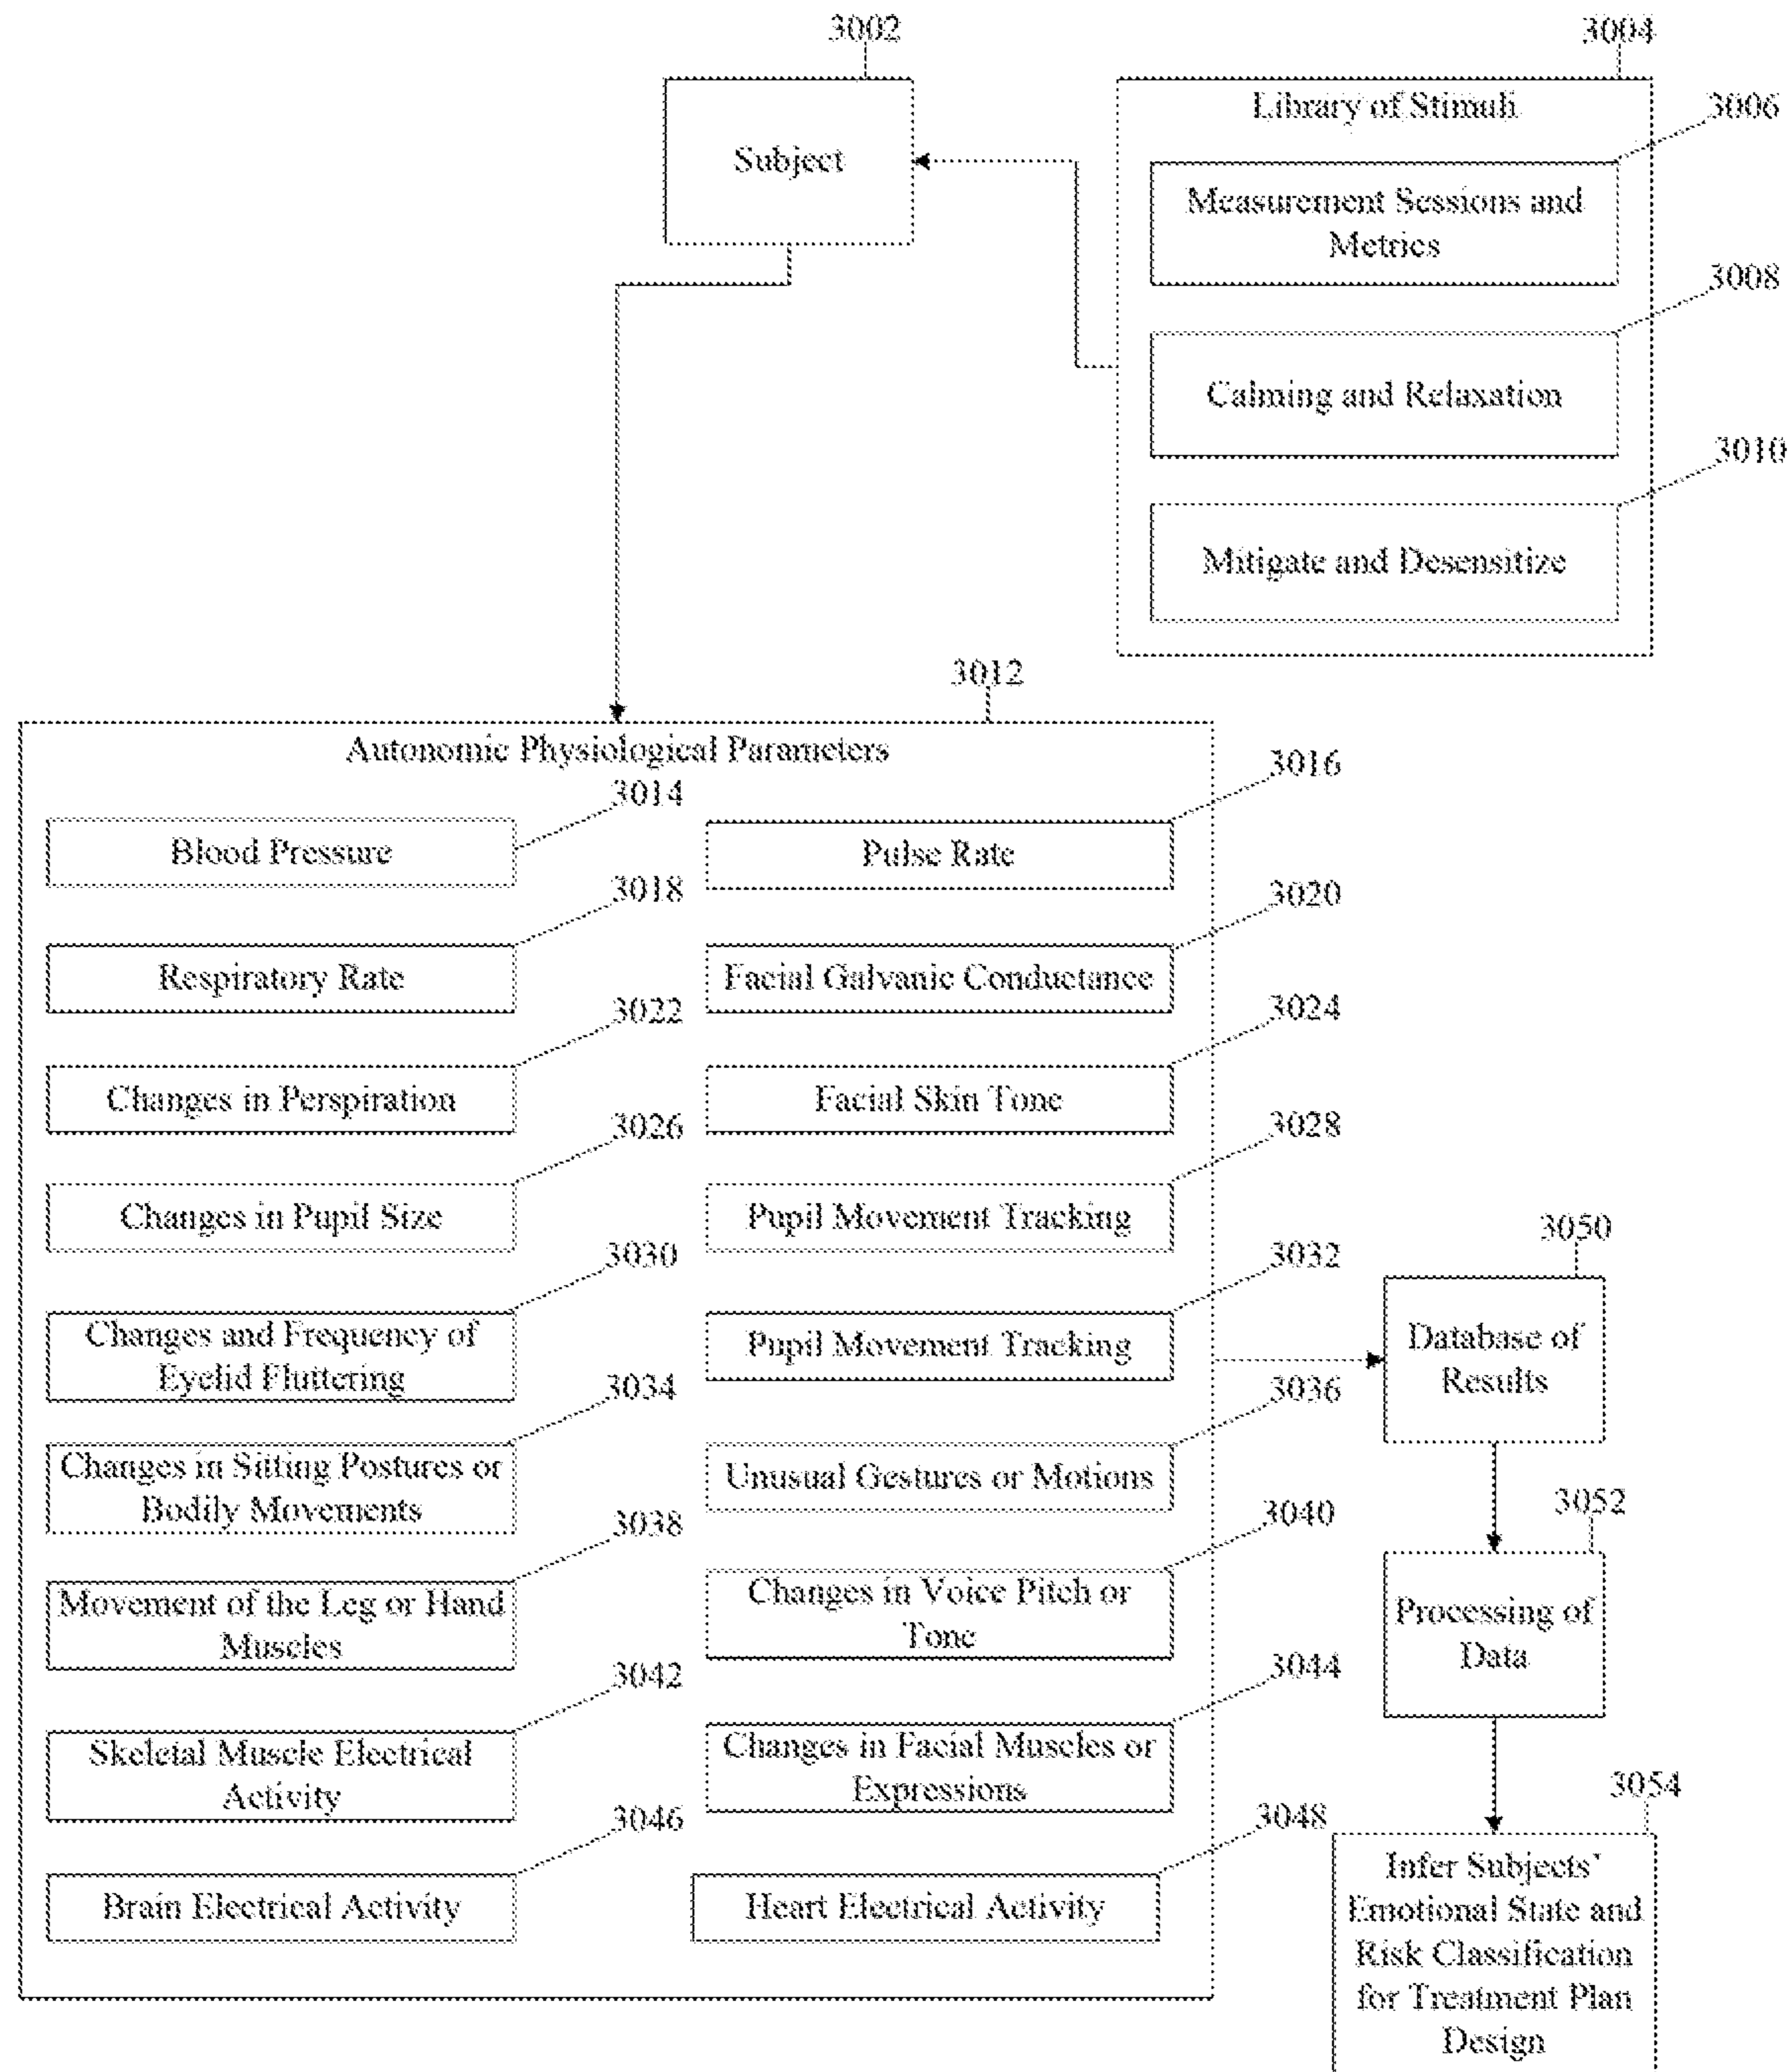 3002
3004
Library of Stimuli
3006
Subject
Measurement Sessions and
Metrics
3008
Calming and Relaxation
3010
Mitigate and Desensitize
3012
Autonomic Physiological Parameters
3014
3016
Blood Pressure
Pulse Rate
3018
3020
Respiratory Rate
Facial Galvanic Conductance
3022
3024
Changes in Perspiration
Facial Skin Tone
3026
3028
Changes in Pupil Size
Pupil Movement Tracking
3030
3032
3050
Changes and Frequency of
Eyelid Fluttering
Pupil Movement Tracking
Database of
Results
3034
3036
Changes in Sitting Postures or
Bodily Movements
Unusual Gestures or Motions
3038
3040
3052
Movement of the Leg or Hand
Muscles
Changes in Voice Pitch or
Tone
Processing of
Data
3042
3044
Skeletal Muscle Electrical
Activity
Changes in Facial Muscles or
Expressions
3046
3048
3054
Brain Electrical Activity
Heart Electrical Activity
Infer Subjects'
Emotional State and
Risk Classification
for Treatment Plan
Design